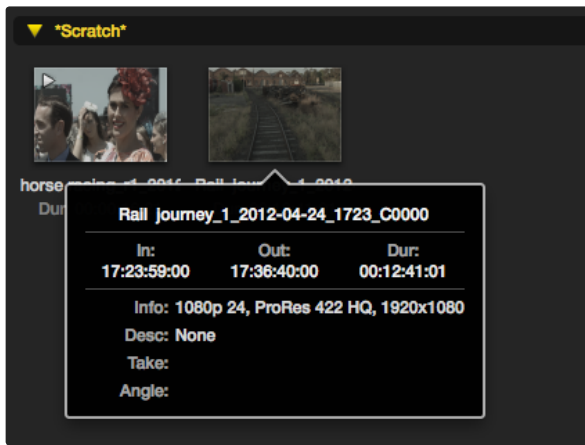 *Scratch*
horse
Rail journey_1_2012-04-24_1723_C0000
In: Out: Dur:
17:23:59:00 17:36:40:00 00:12:41:01
Info: 1080p 24, ProRes 422 HQ, 1920x1080
Desc: None
Take:
Angle: